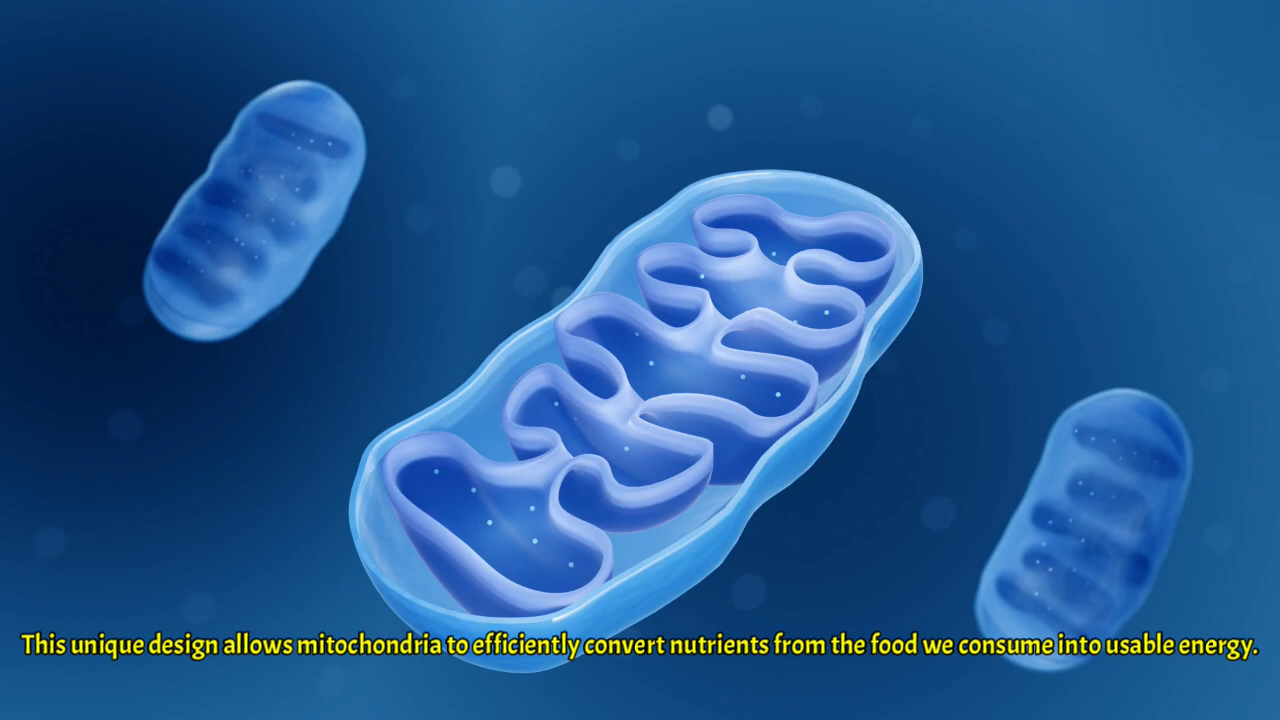 This unique design allows mitochondria to efficiently convert nutrients from the food we consume into usable energy.